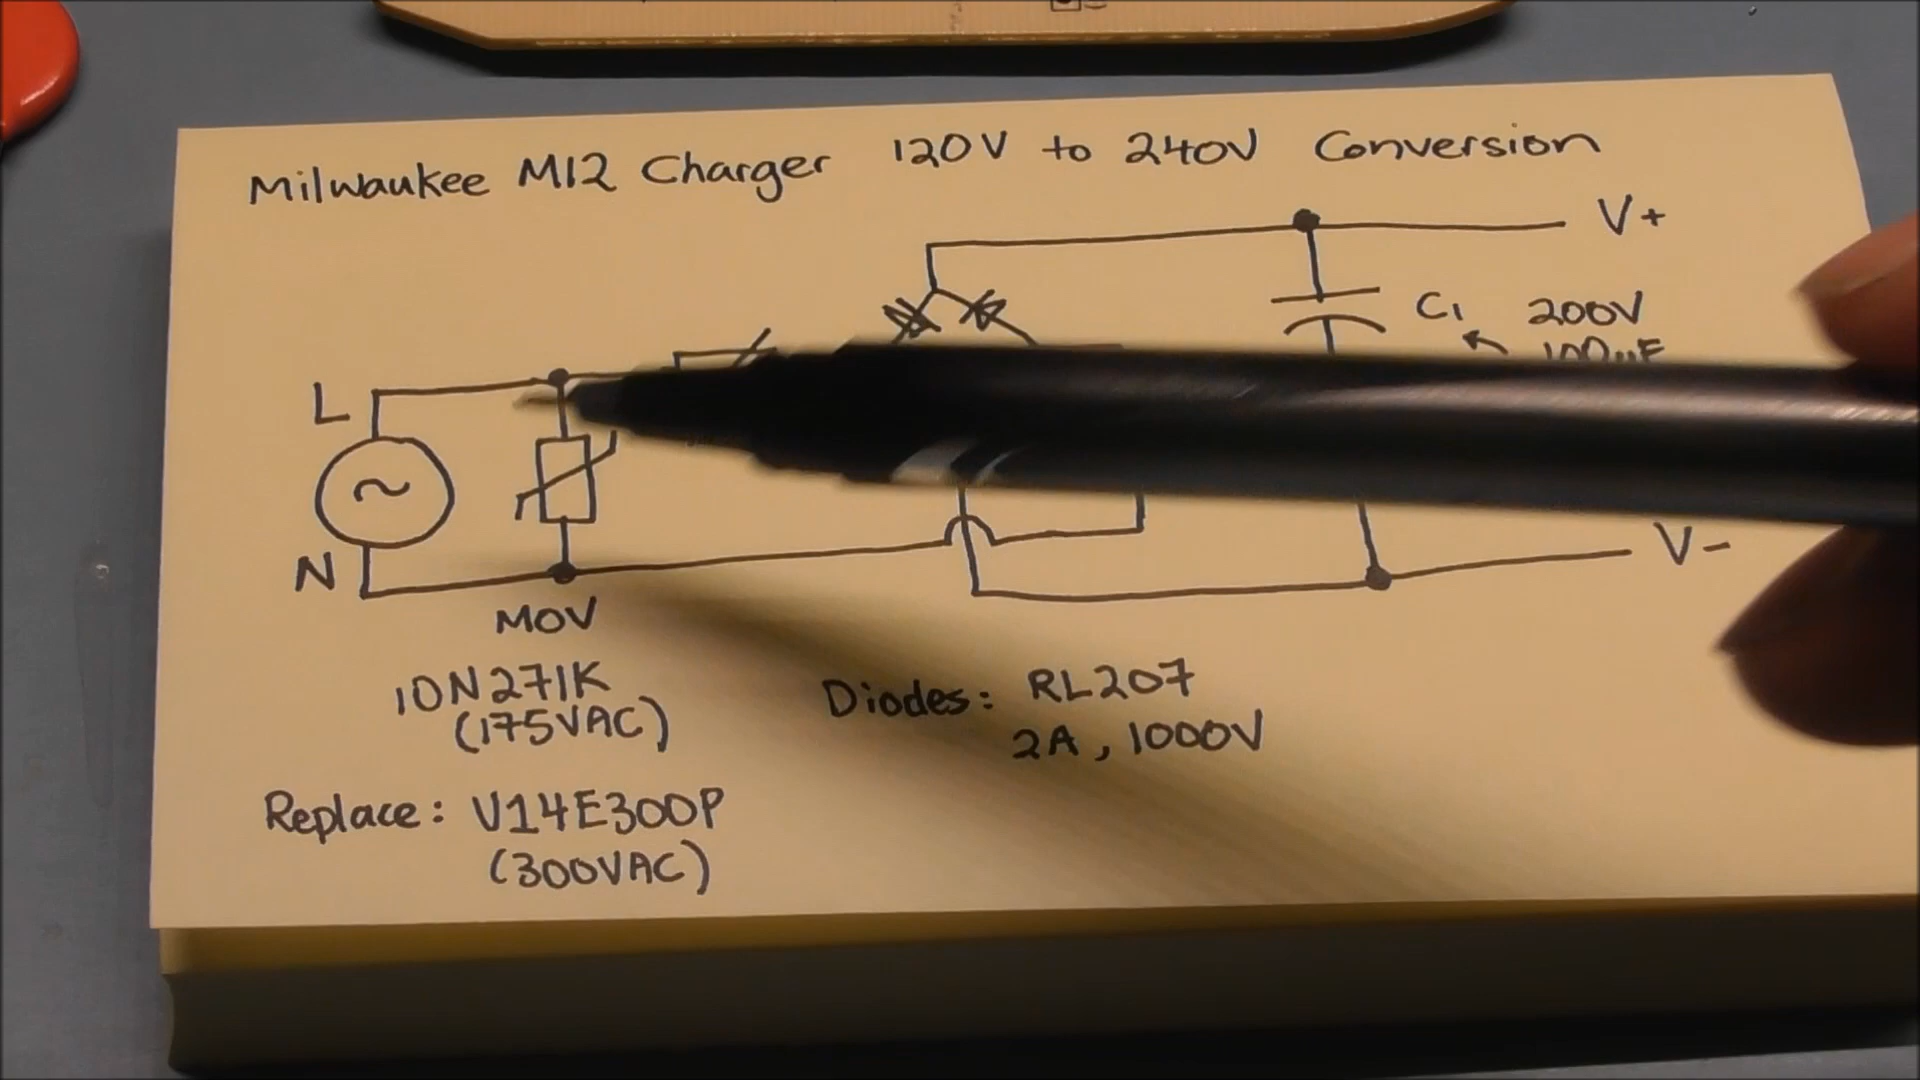 Milwaukee M12 Charger 120V to 240V Conversion
V+
C1 200V
100uF
L
N
V-
MOV
10N271K
(175VAC)
Diodes: RL207
2A, 1000V
Replace: V14E300P
(300VAC)